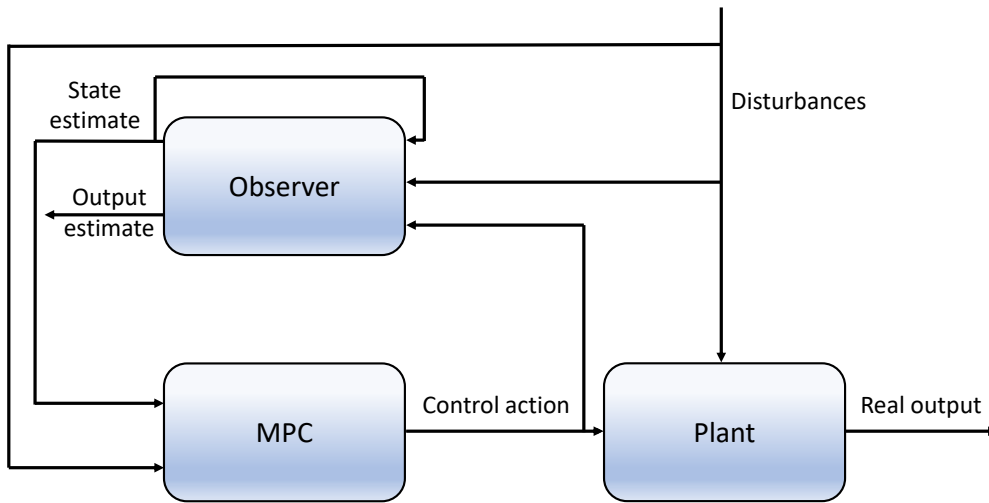 State
estimate
Disturbances
Observer
Output
estimate
Control action
Real output
MPC
Plant